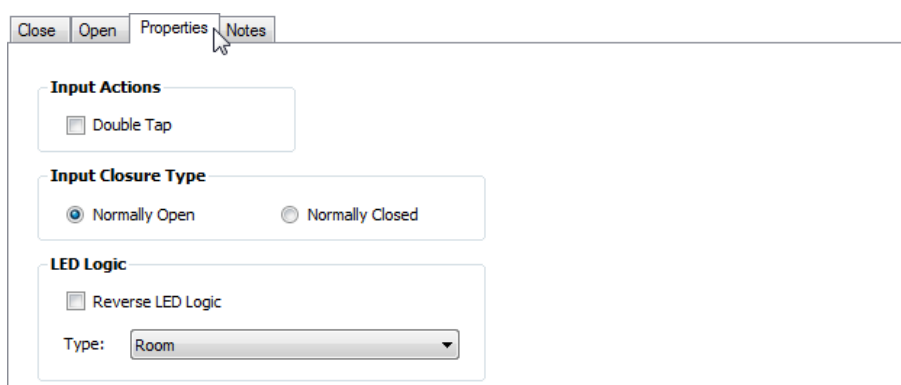 Close Open Properties Notes
Input Actions
Double Tap
Input Closure Type
Normally Open Normally Closed
LED Logic
Reverse LED Logic
Type: Room